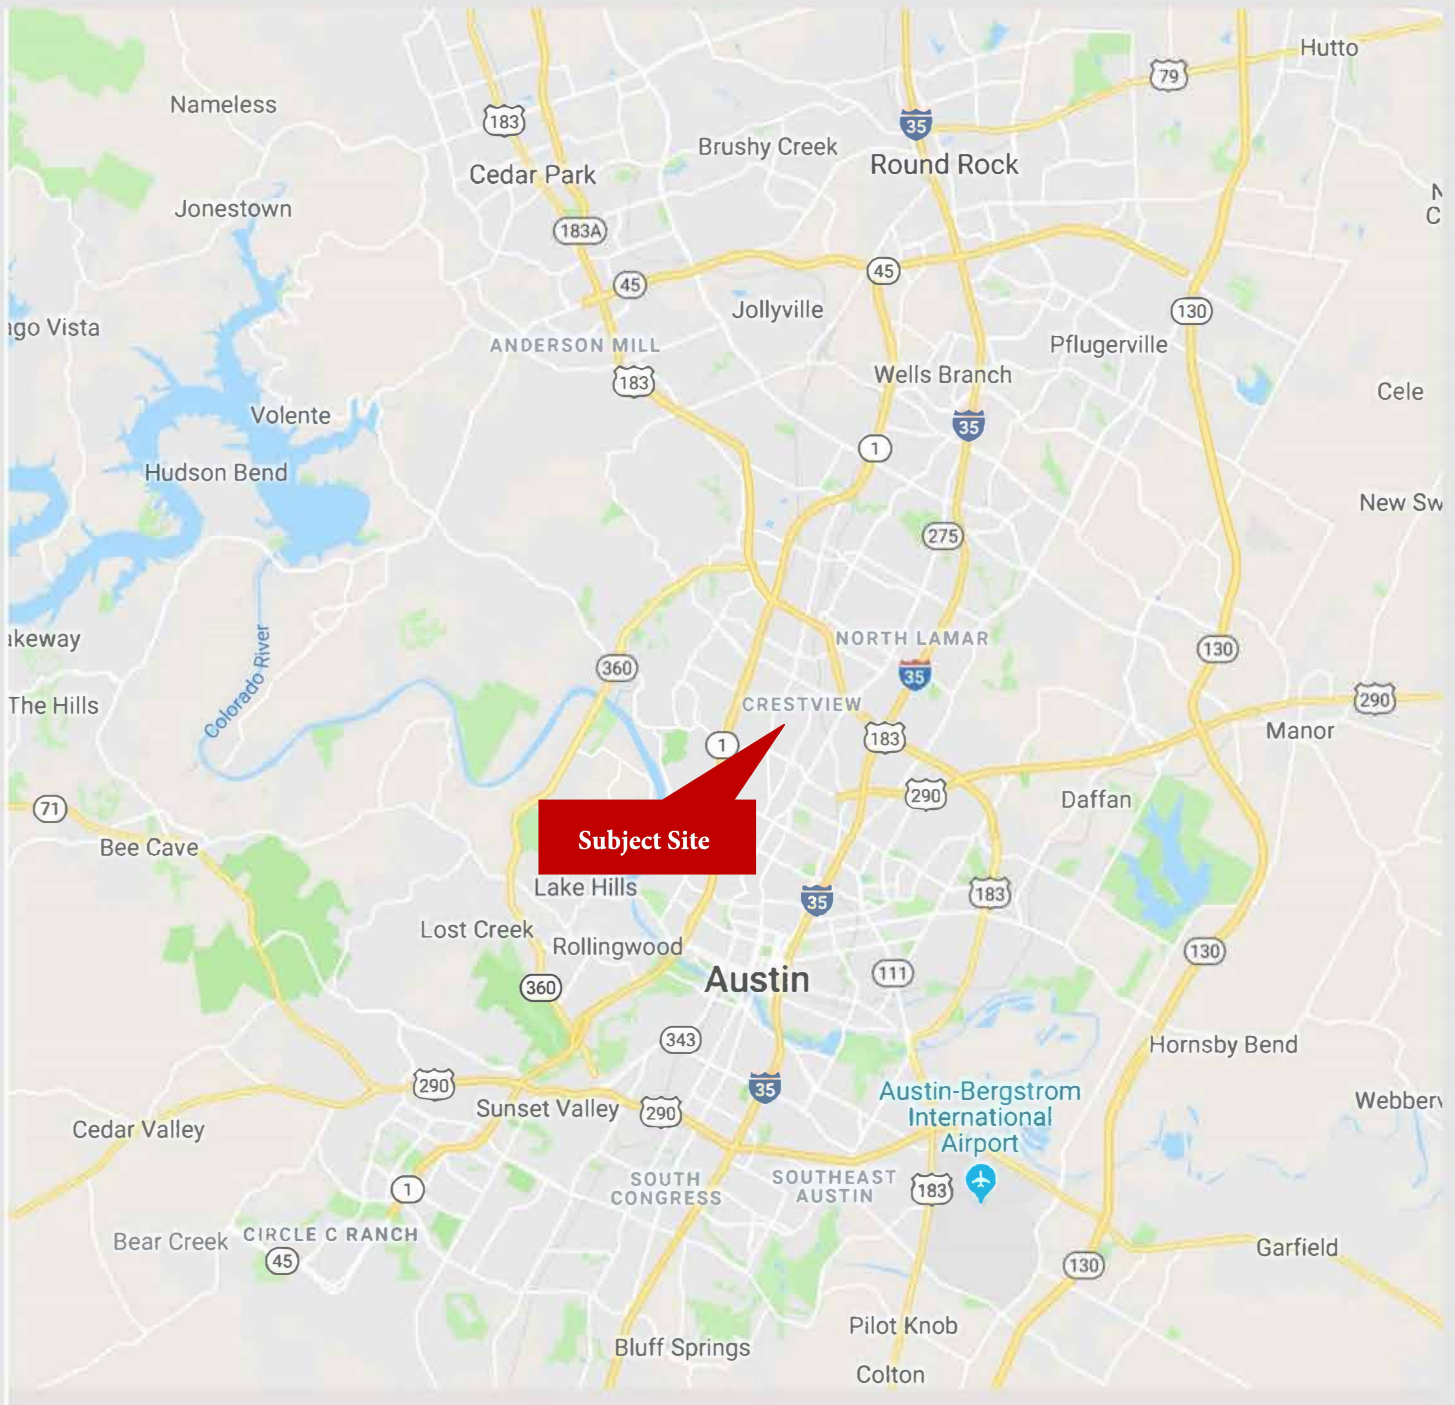 Hutto
79
Nameless
183
35
Brushy Creek
Round Rock
Cedar Park
N
C
Jonestown
183A
45
45
Jollyville
130
ago Vista
ANDERSON MILL
Pflugerville
Wells Branch
183
Cele
Volente
35
1
Hudson Bend
New Sw
275
akeway
NORTH LAMAR
130
Colorado River
360
35
The Hills
CRESTVIEW
290
Manor
1
183
290
Daffan
71
Bee Cave
Subject Site
Lake Hills
183
35
Lost Creek
Rollingwood
130
Austin
111
360
343
Hornsby Bend
290
35
Austin-Bergstrom
International
Airport
Sunset Valley
290
Webberv
Cedar Valley
SOUTH
CONGRESS
SOUTHEAST
AUSTIN
183
1
Bear Creek
CIRCLE C RANCH
45
Garfield
130
Pilot Knob
Bluff Springs
Colton